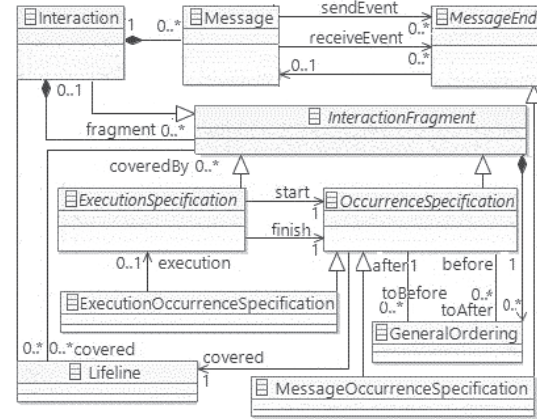 Interaction 1 0..* Message sendEvent 0..* MessageEnd
receiveEvent 0..*
0..1
0..1
InteractionFragment
fragment 0..*
coveredBy 0..*
ExecutionSpecification start 1 OccurrenceSpecification
finish 1
0..1 execution after 1 before 1
toBefore 0..* 0..* toAfter 0..*
ExecutionOccurrenceSpecification
GeneralOrdering
0..* 0..* covered covered 1
Lifeline
MessageOccurrenceSpecification